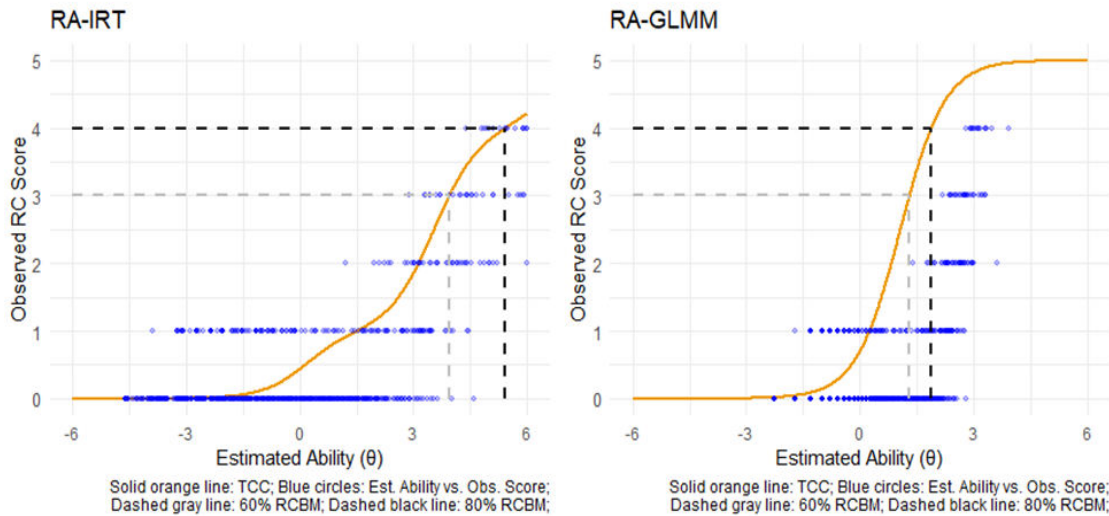 RA-IRT
5
4
3
2
1
0
Observed RC Score
-6
-3
0
3
6
Estimated Ability (θ)
Solid orange line: TCC; Blue circles: Est. Ability vs. Obs. Score;
Dashed gray line: 60% RCBM; Dashed black line: 80% RCBM;
RA-GLMM
5
4
3
2
1
0
Observed RC Score
-6
-3
0
3
6
Estimated Ability (θ)
Solid orange line: TCC; Blue circles: Est. Ability vs. Obs. Score;
Dashed gray line: 60% RCBM; Dashed black line: 80% RCBM;